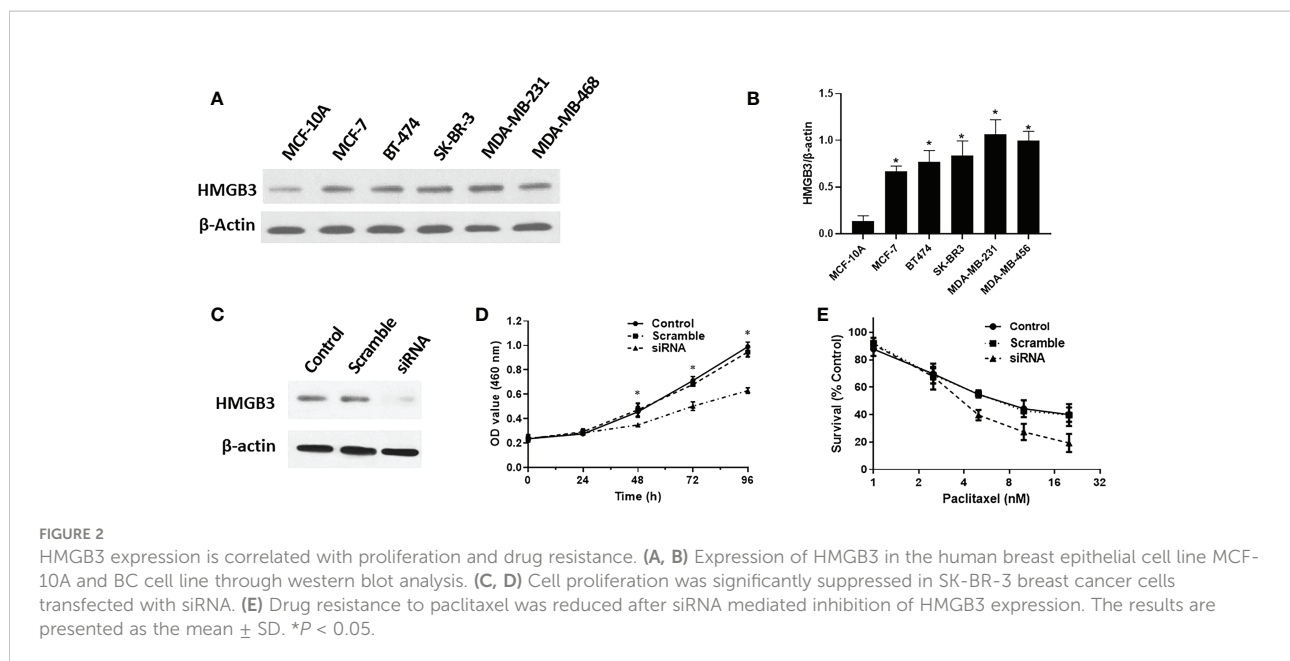 A
MCF-10A
MCF-7
BT-474
SK-BR-3
MDA-MB-231
MDA-MB-468
HMGB3
β-Actin
B
HMGB3/β-actin
1.5
1.0
0.5
0.0
*
*
*
*
*
MCF-10A
MCF-7
BT474
SK-BR3
MDA-MB-231
MDA-MB-456
C
Control
Scramble
siRNA
HMGB3
β-actin
D
OD value (460 nm)
1.2
1.0
0.8
0.6
0.4
0.2
0.0
Control
Scramble
siRNA
*
*
*
0
24
48
72
96
Time (h)
E
Survival (% Control)
100
80
60
40
20
0
Control
Scramble
siRNA
1
2
4
8
16
32
Paclitaxel (nM)
FIGURE 2
HMGB3 expression is correlated with proliferation and drug resistance. (A, B) Expression of HMGB3 in the human breast epithelial cell line MCF-
10A and BC cell line through western blot analysis. (C, D) Cell proliferation was significantly suppressed in SK-BR-3 breast cancer cells
transfected with siRNA. (E) Drug resistance to paclitaxel was reduced after siRNA mediated inhibition of HMGB3 expression. The results are
presented as the mean ± SD. *P < 0.05.